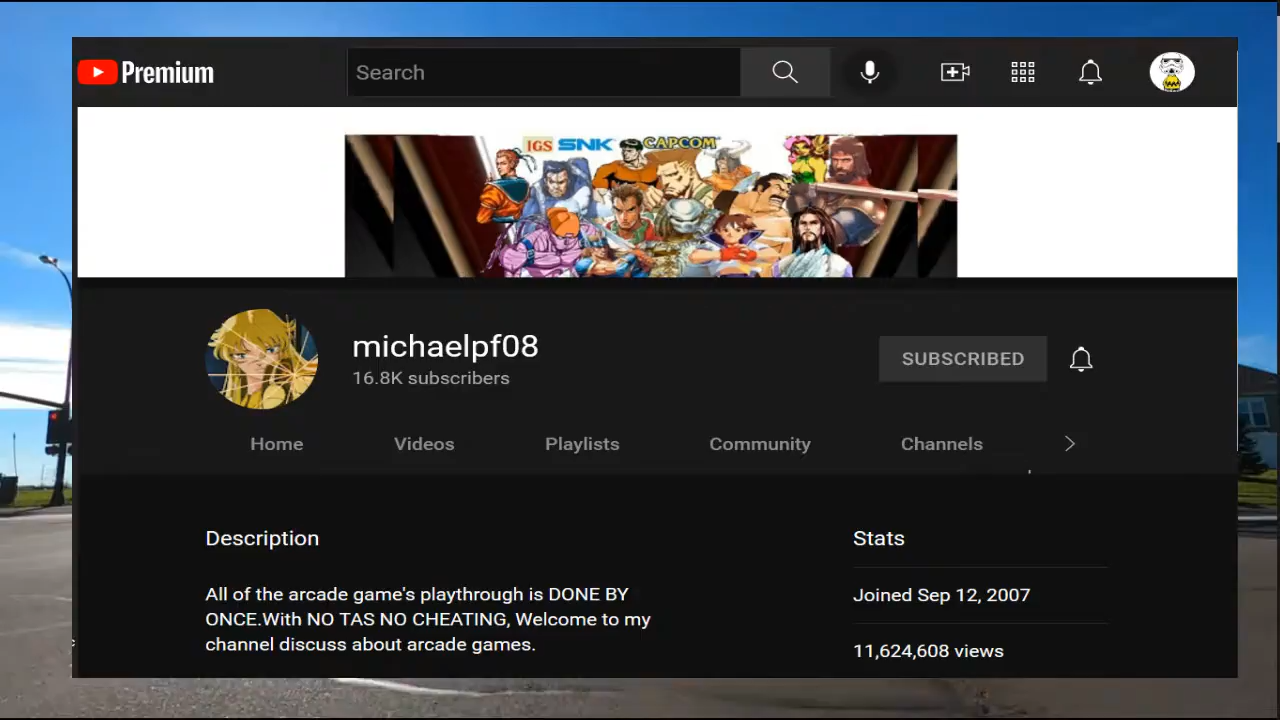 Premium
Search
IGS SNK CAPCOM
michaelpf08
16.8K subscribers
SUBSCRIBED
Home Videos Playlists Community Channels
Description
Stats
All of the arcade game's playthrough is DONE BY
ONCE.With NO TAS NO CHEATING, Welcome to my
channel discuss about arcade games.
Joined Sep 12, 2007
11,624,608 views